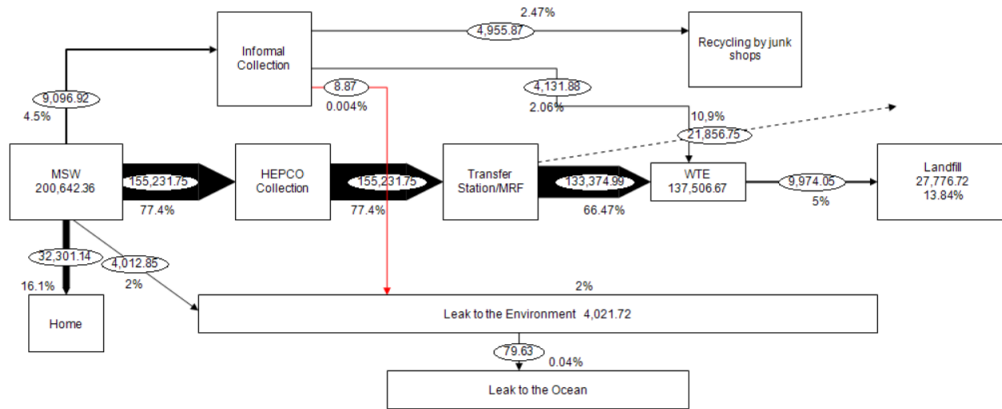 2.47%
4,955.87
Informal
Collection
Recycling by junk
shops
9,096.92
4.5%
8.87
0.004%
4,131.88
2.06%
10,9%
21,856.75
MSW
200,642.36
155,231.75
77.4%
HEPCO
Collection
155,231.75
77.4%
Transfer
Station/MRF
133,374.99
66.47%
WTE
137,506.67
9,974.05
5%
Landfill
27,776.72
13.84%
32,301.14
16.1%
4,012.85
2%
Home
2%
Leak to the Environment 4,021.72
79.63
0.04%
Leak to the Ocean